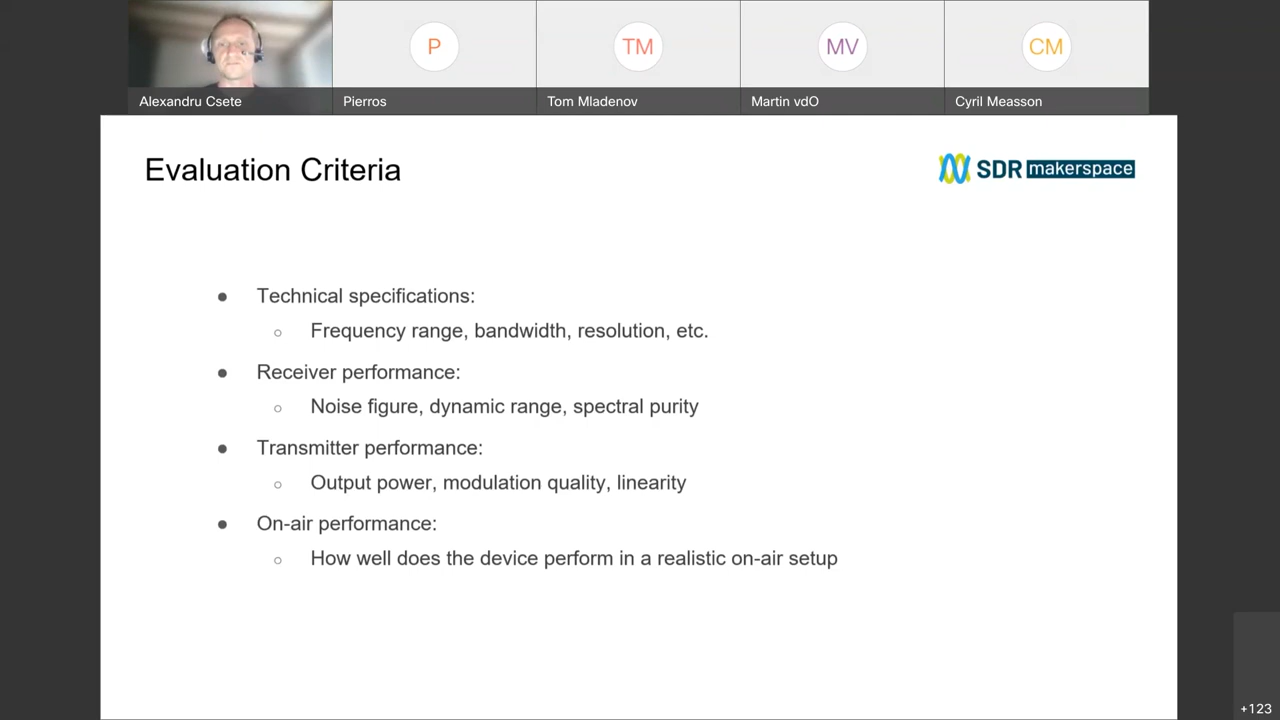 P
TM
MV
CM
Alexandru Csete
Pierros
Tom Mladenov
Martin vdO
Cyril Measson
Evaluation Criteria
SDR makerspace
● Technical specifications:
○ Frequency range, bandwidth, resolution, etc.
● Receiver performance:
○ Noise figure, dynamic range, spectral purity
● Transmitter performance:
○ Output power, modulation quality, linearity
● On-air performance:
○ How well does the device perform in a realistic on-air setup
+123